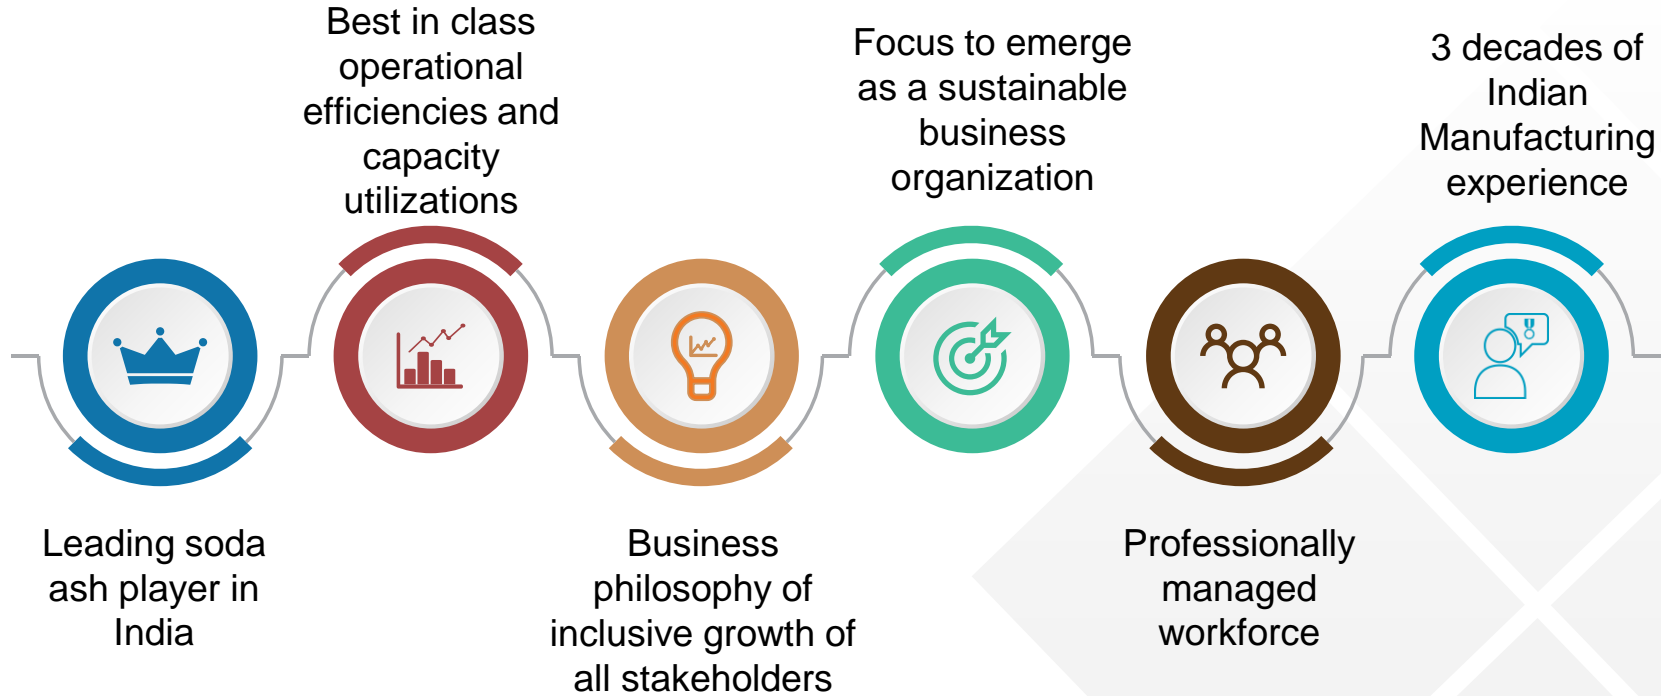 Leading soda
ash player in
India
Best in class
operational
efficiencies and
capacity
utilizations
Business
philosophy of
inclusive growth of
all stakeholders
Focus to emerge
as a sustainable
business
organization
Professionally
managed
workforce
3 decades of
Indian
Manufacturing
experience